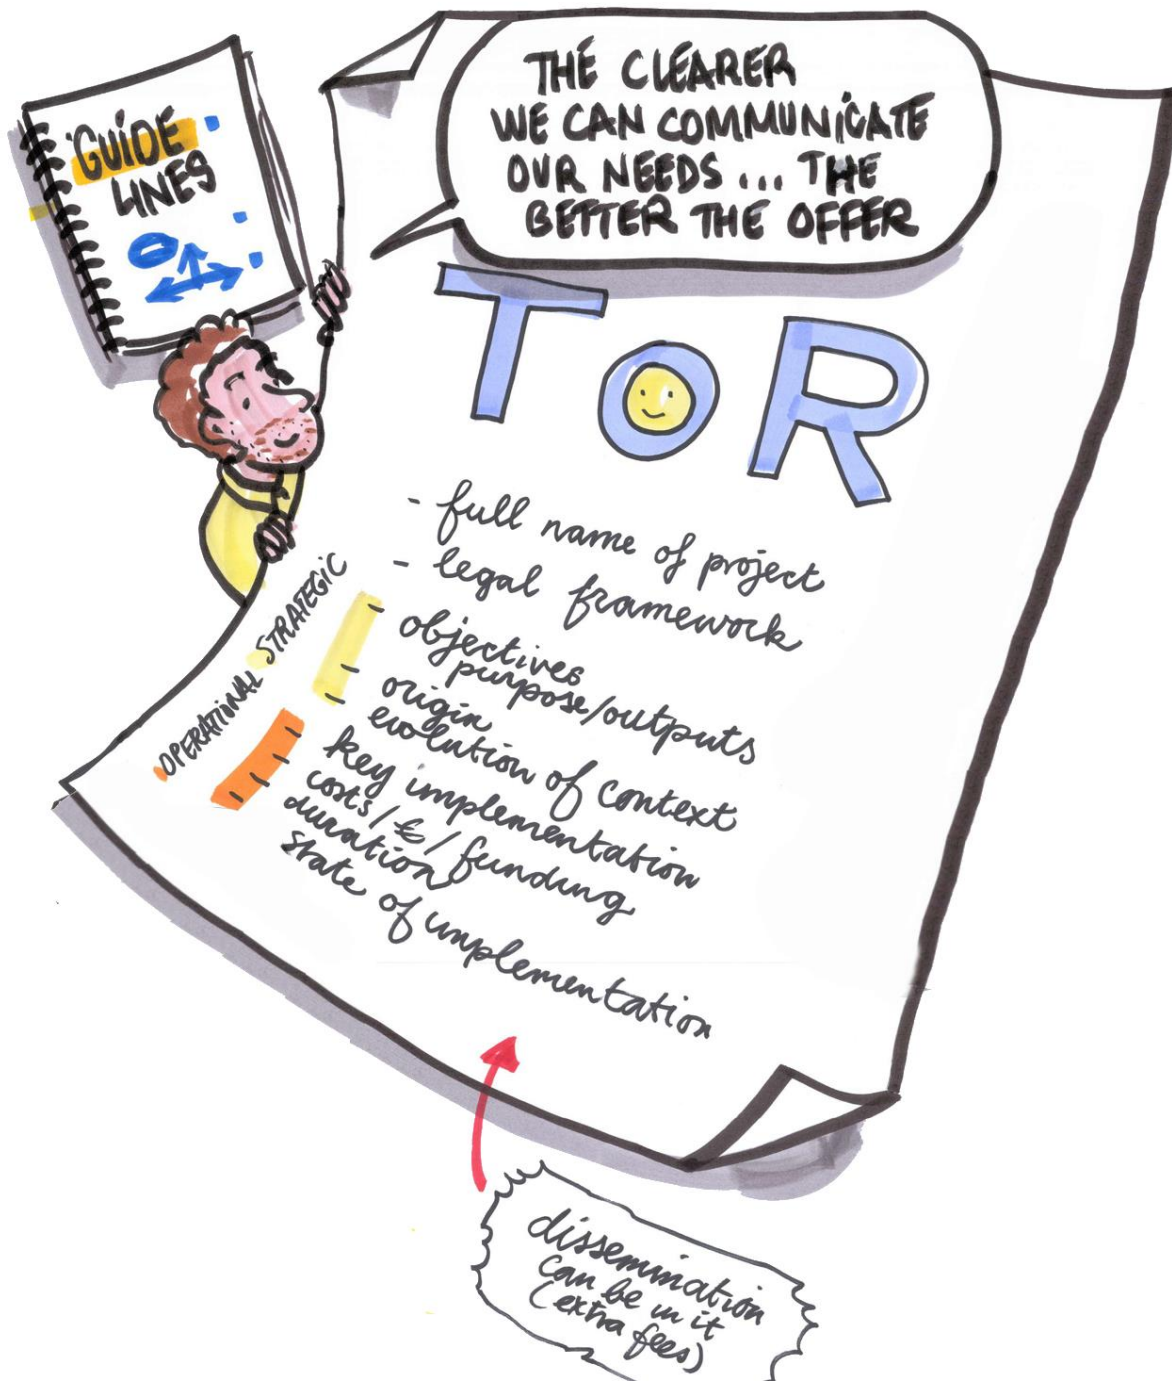 GUIDE
LINES
THE CLEARER
WE CAN COMMUNICATE
OUR NEEDS ... THE
BETTER THE OFFER
TOR
- full name of project
- legal framework
STRATEGIC
- objectives
purpose/outputs
- origin
- evolution of context
OPERATIONAL
- key implementation
- costs/€/funding
- duration
- state of implementation
dissemination
can be in it
(extra fees)